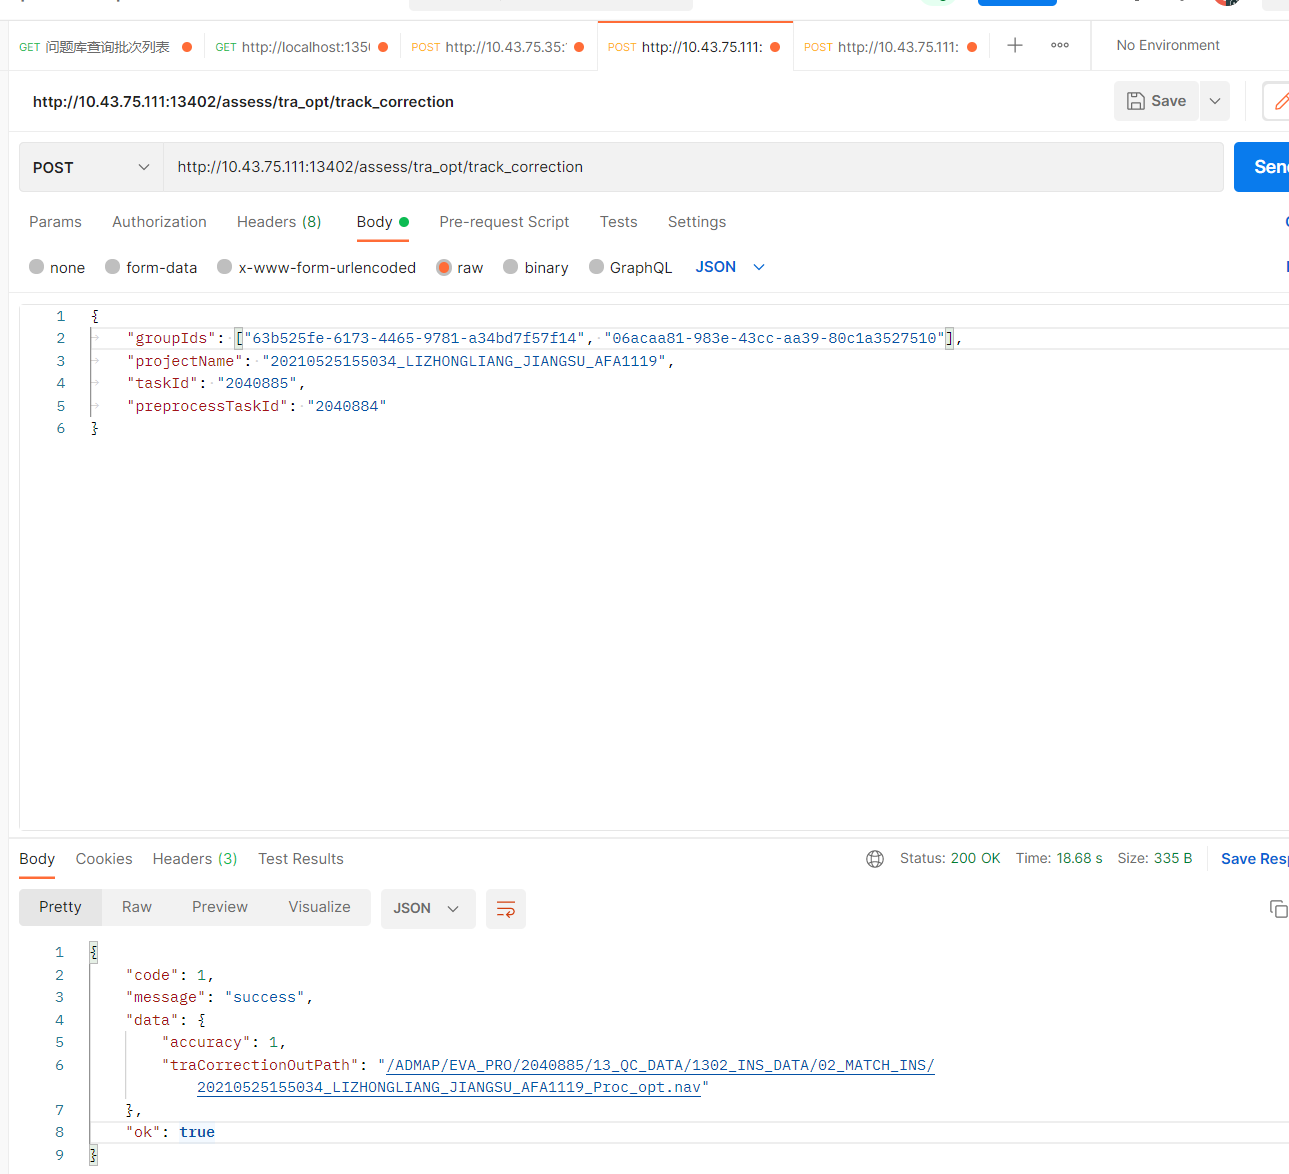 GET 问题库查询批次列表
GET http://localhost:1350
POST http://10.43.75.35:
POST http://10.43.75.111:
POST http://10.43.75.111:
No Environment
http://10.43.75.111:13402/assess/tra_opt/track_correction
Save
POST
http://10.43.75.111:13402/assess/tra_opt/track_correction
Params
Authorization
Headers (8)
Body
Pre-request Script
Tests
Settings
none
form-data
x-www-form-urlencoded
raw
binary
GraphQL
JSON
1 {
2 "groupIds": ["63b525fe-6173-4465-9781-a34bd7f57f14", "06acaa81-983e-43cc-aa39-80c1a3527510"],
3 "projectName": "20210525155034_LIZHONGLIANG_JIANGSU_AFA1119",
4 "taskId": "2040885",
5 "preprocessTaskId": "2040884"
6 }
Body
Cookies
Headers (3)
Test Results
Status: 200 OK
Time: 18.68 s
Size: 335 B
Save Resp
Pretty
Raw
Preview
Visualize
JSON
1 {
2 "code": 1,
3 "message": "success",
4 "data": {
5 "accuracy": 1,
6 "traCorrectionOutPath": "/ADMAP/EVA_PRO/2040885/13_QC_DATA/1302_INS_DATA/02_MATCH_INS/
20210525155034_LIZHONGLIANG_JIANGSU_AFA1119_Proc_opt.nav"
7 },
8 "ok": true
9 }